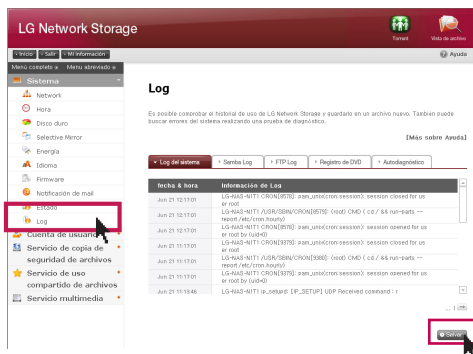 LG Network Storage
Torrent
Vista de archivo
Inicio
Salir
Mi información
Ayuda
Menú completo
Menú abreviado
Sistema
Network
Hora
Disco duro
Selective Mirror
Energía
Idioma
Firmware
Notificación de mail
Estado
Log
Cuenta de usuario
Servicio de copia de
seguridad de archivos
Servicio de uso
compartido de archivos
Servicio multimedia
Log
Es posible comprobar el historial de uso de LG Network Storage y guardarlo en un archivo nuevo. También puede
buscar errores del sistema realizando una prueba de diagnóstico.
[Más sobre Ayuda]
Log del sistema
Samba Log
FTP Log
Registro de DVD
Autodiagnóstico
fecha & hora Información de Log
Jun 21 12:17:01 LG-NAS-NIT1 CRON[8578]: pam_unix(cron:session): session closed for us
er root
Jun 21 12:17:01 LG-NAS-NIT1 /USR/SBIN/CRON[8579]: (root) CMD ( cd / && run-parts --
report /etc/cron.hourly)
Jun 21 12:17:01 LG-NAS-NIT1 CRON[8578]: pam_unix(cron:session): session opened for us
er root by (uid=0)
Jun 21 11:17:01 LG-NAS-NIT1 CRON[9379]: pam_unix(cron:session): session closed for us
er root
Jun 21 11:17:01 LG-NAS-NIT1 /USR/SBIN/CRON[9380]: (root) CMD ( cd / && run-parts --
report /etc/cron.hourly)
Jun 21 11:17:01 LG-NAS-NIT1 CRON[9379]: pam_unix(cron:session): session opened for us
er root by (uid=0)
Jun 21 11:13:46 LG-NAS-NIT1 ip_setupd: [IP_SETUP] UDP Received command : r
Salvar